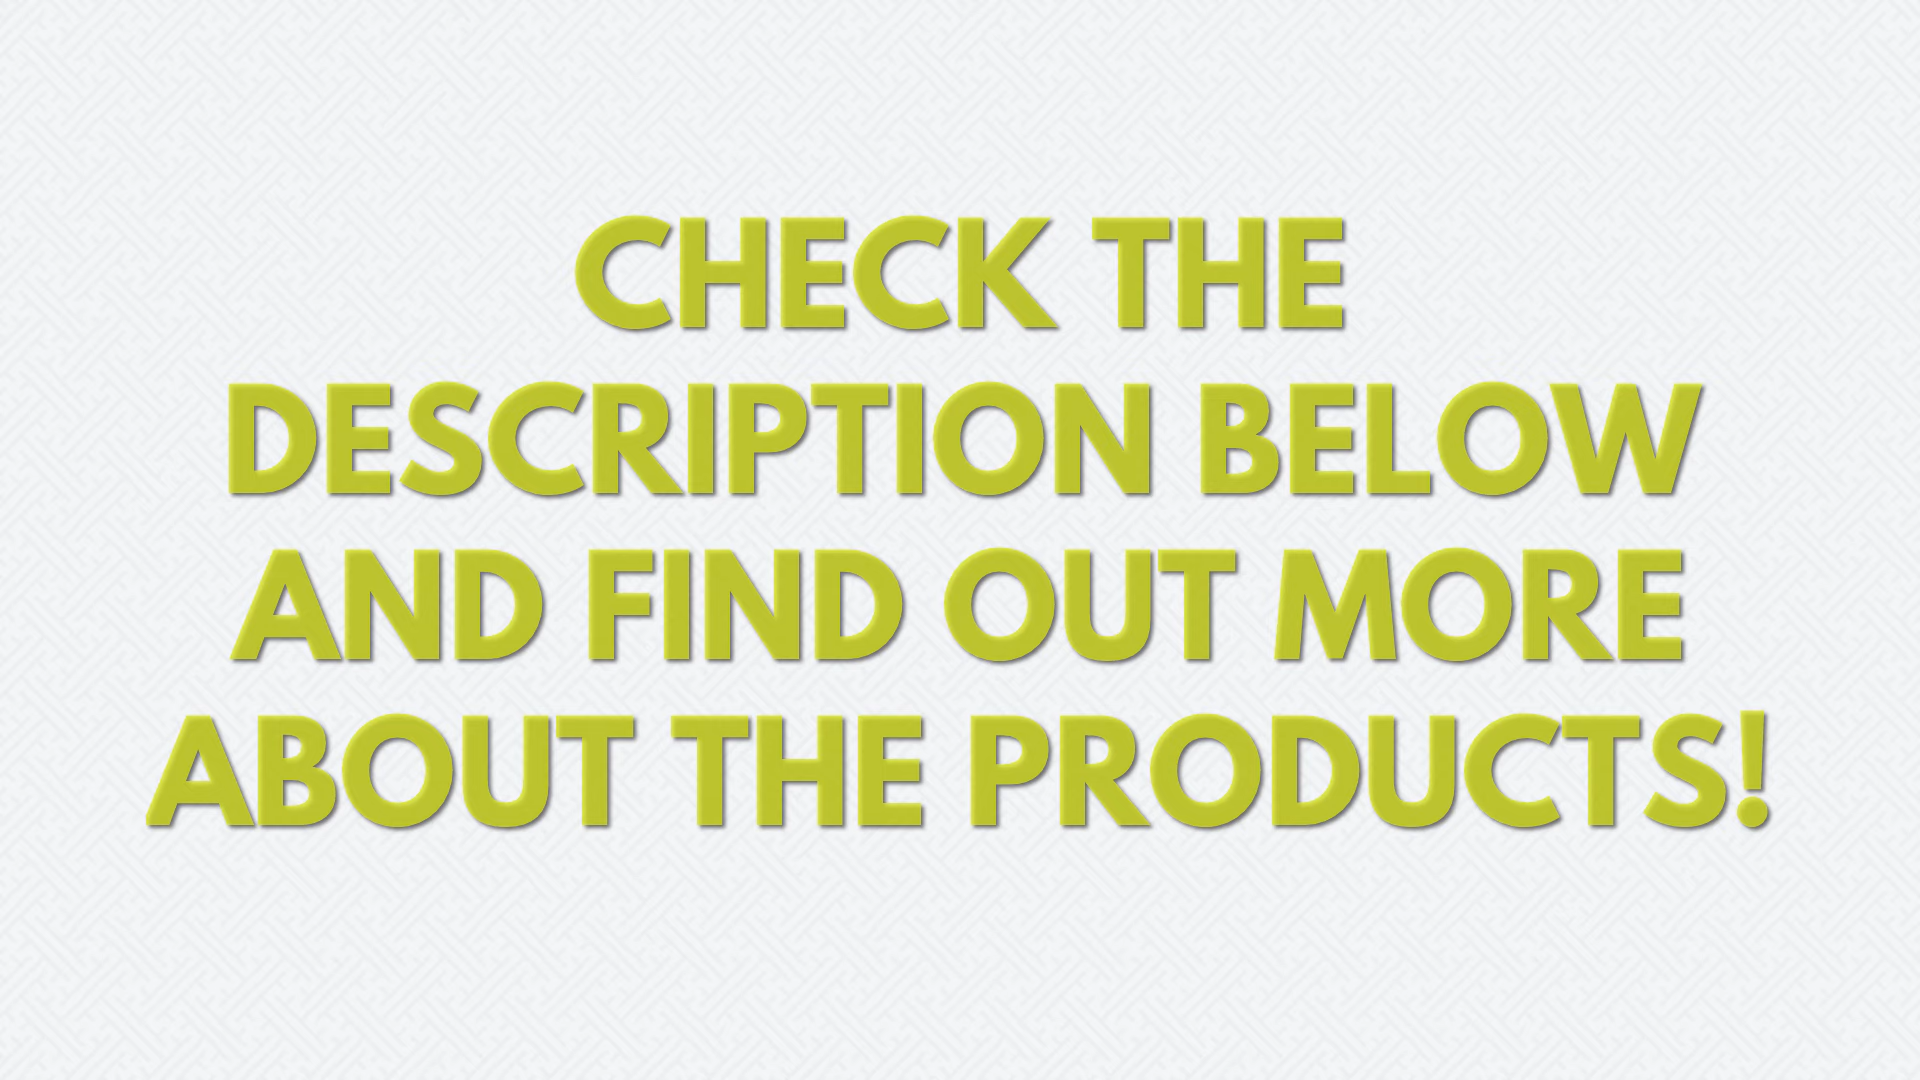 CHECK THE
DESCRIPTION BELOW
AND FIND OUT MORE
ABOUT THE PRODUCTS!